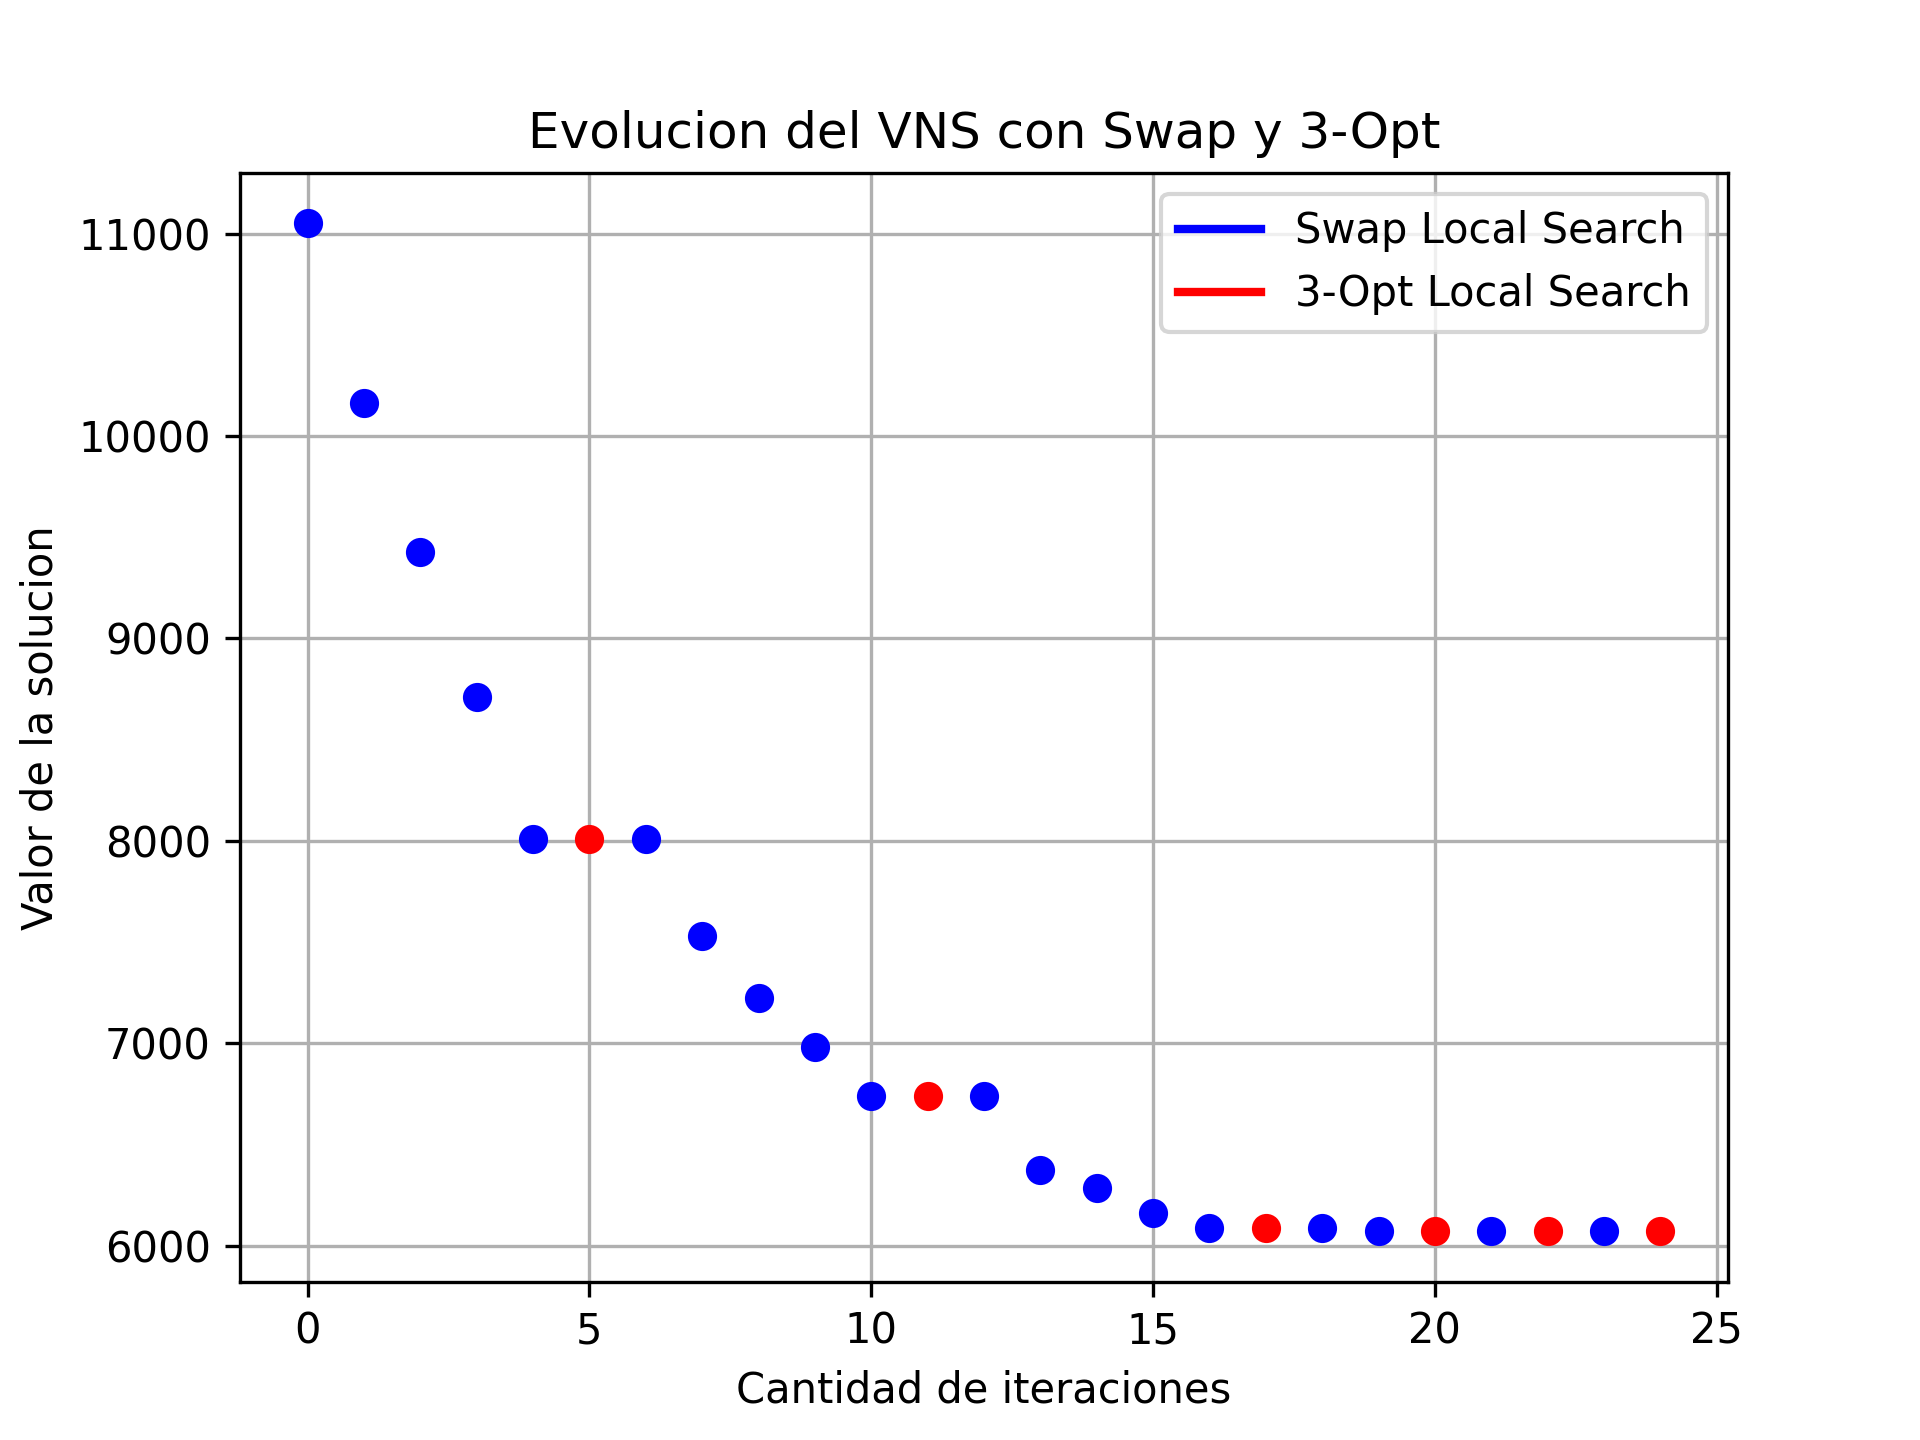 Evolucion del VNS con Swap y 3-Opt
Swap Local Search
3-Opt Local Search
Valor de la solucion
11000
10000
9000
8000
7000
6000
0 5 10 15 20 25
Cantidad de iteraciones